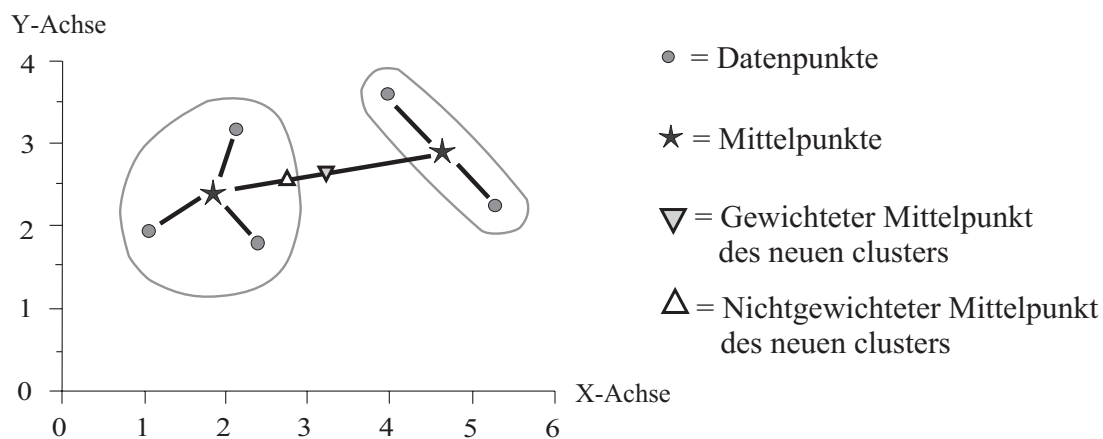 Y-Achse
4
3
2
1
0
0 1 2 3 4 5 6
X-Achse
= Datenpunkte
= Mittelpunkte
= Gewichteter Mittelpunkt
des neuen clusters
= Nichtgewichteter Mittelpunkt
des neuen clusters